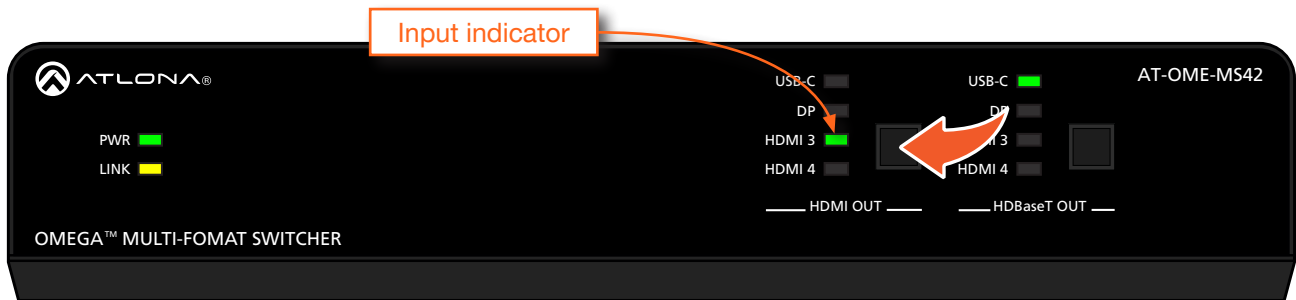 Input indicator
ATLONA®
AT-OME-MS42
PWR
LINK
USB-C
DP
HDMI 3
HDMI 4
HDMI OUT
USB-C
3
HDMI 4
HDBaseT OUT
OMEGA™ MULTI-FOMAT SWITCHER